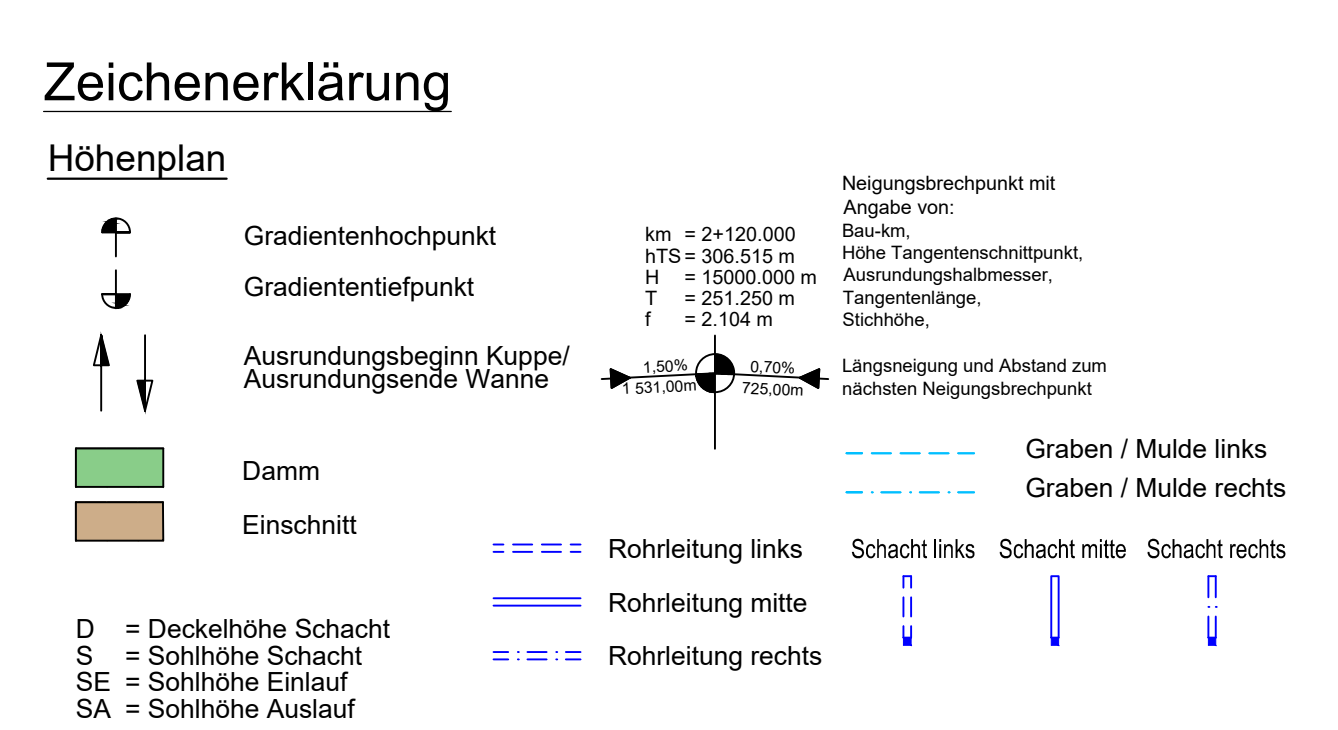 Zeichenerklärung
Höhenplan
Gradientenhochpunkt
Gradiententiefpunkt
Ausrundungsbeginn Kuppe/
Ausrundungsende Wanne
Damm
Einschnitt
D = Deckelhöhe Schacht
S = Sohlhöhe Schacht
SE = Sohlhöhe Einlauf
SA = Sohlhöhe Auslauf
km = 2+120.000
hTS = 306.515 m
H = 15000.000 m
T = 251.250 m
f = 2.104 m
1,50% 0,70%
1 531,00m 725,00m
Neigungsbrechpunkt mit
Angabe von:
Bau-km,
Höhe Tangentenschnittpunkt,
Ausrundungshalbmesser,
Tangentenlänge,
Stichhöhe,
Längsneigung und Abstand zum
nächsten Neigungsbrechpunkt
Graben / Mulde links
Graben / Mulde rechts
Rohrleitung links
Rohrleitung mitte
Rohrleitung rechts
Schacht links Schacht mitte Schacht rechts